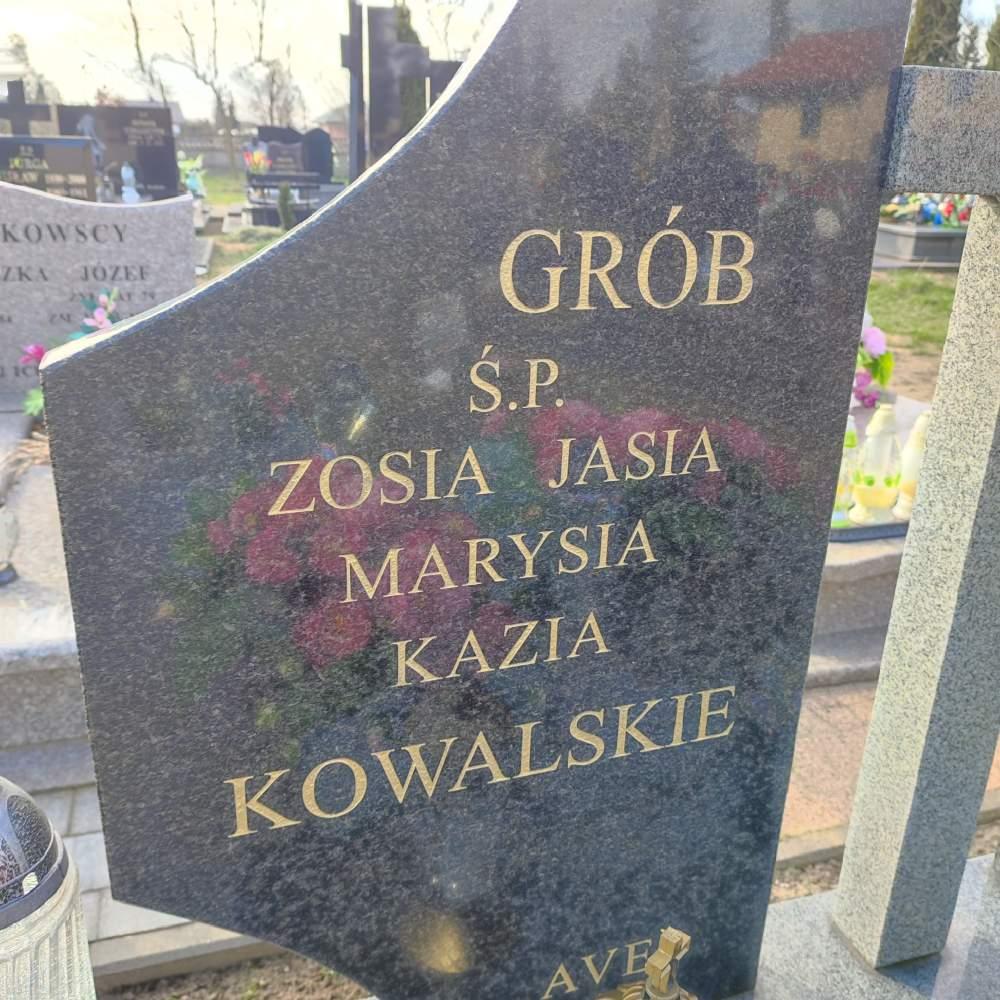 GRÓB
Ś.P.
ZOSIA JASIA
MARYSIA
KAZIA
KOWALSKIE
AVE
KOWSCY
JÓZEF